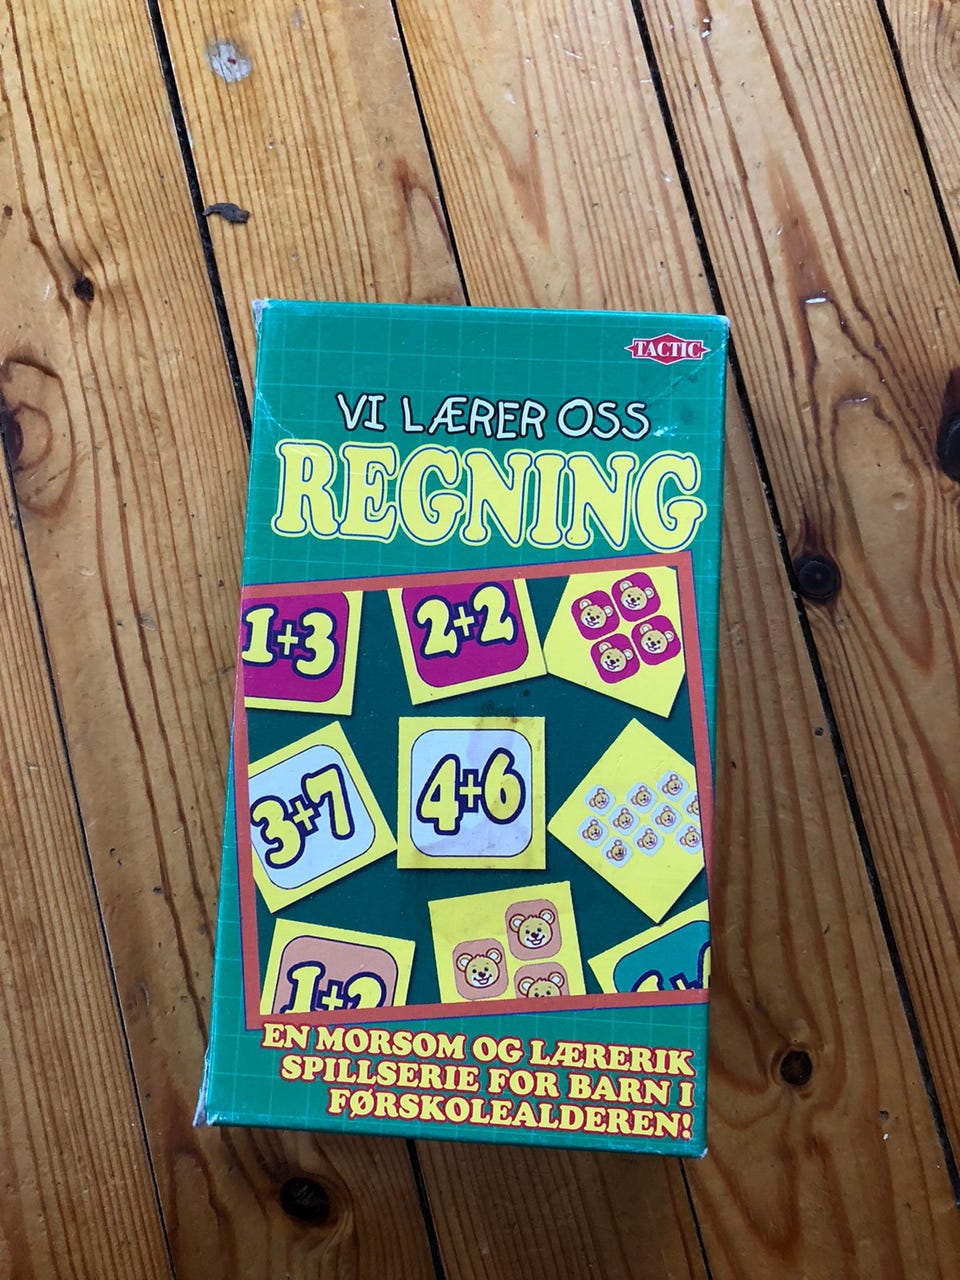 TACTIC
VI LÆRER OSS
REGNING
1+3
2+2
3+7
4+6
1+2
EN MORSOM OG LÆRERIK
SPILLSERIE FOR BARN I
FØRSKOLEALDEREN!